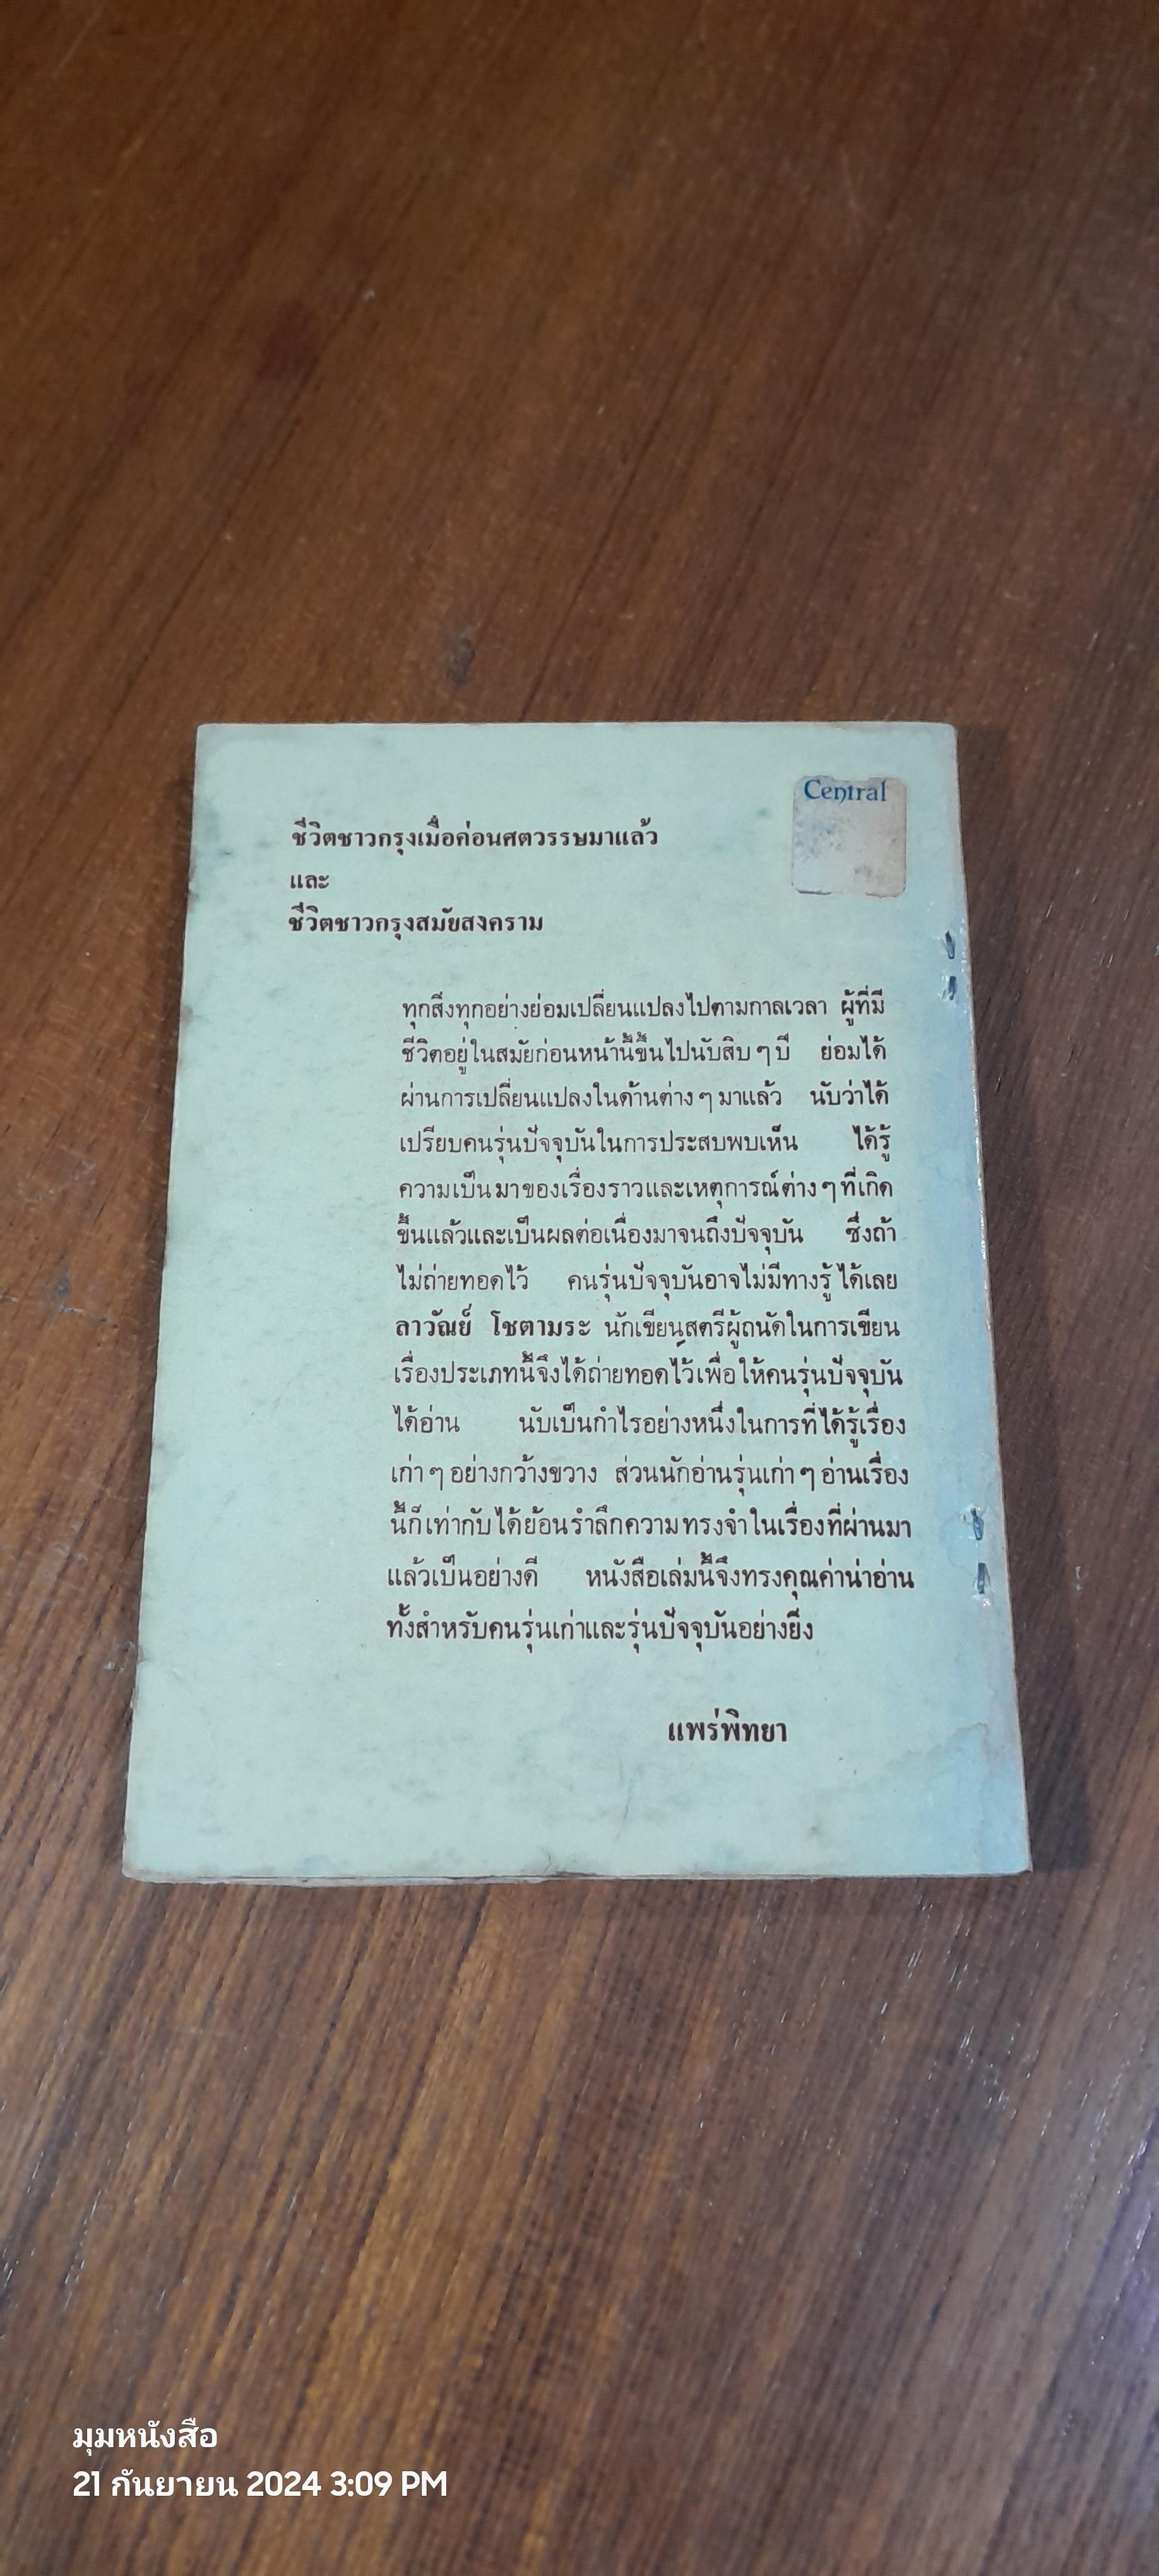 Central
ชีวิตชาวกรุงเมื่อค่อนศตวรรษมาแล้ว
และ
ชีวิตชาวกรุงสมัยสงคราม
ทุกสิ่งทุกอย่างย่อมเปลี่ยนแปลงไปตามกาลเวลา ผู้ที่มี
ชีวิตอยู่ในสมัยก่อนหน้านี้ขึ้นไปนับสิบ ๆ ปี ย่อมได้
ผ่านการเปลี่ยนแปลงในด้านต่าง ๆ มาแล้ว นับว่าได้
เปรียบคนรุ่นปัจจุบันในการประสบพบเห็น ได้รู้
ความเป็นมาของเรื่องราวและเหตุการณ์ต่าง ๆ ที่เกิด
ขึ้นแล้วและเป็นผลต่อเนื่องมาจนถึงปัจจุบัน ซึ่งถ้า
ไม่ถ่ายทอดไว้ คนรุ่นปัจจุบันอาจไม่มีทางรู้ ได้เลย
ลาวัณย์ โชตามระ นักเขียนสตรีผู้ถนัดในการเขียน
เรื่องประเภทนี้จึงได้ถ่ายทอดไว้เพื่อให้คนรุ่นปัจจุบัน
ได้อ่าน นับเป็นกำไรอย่างหนึ่งในการที่ได้รู้เรื่อง
เก่า ๆ อย่างกว้างขวาง ส่วนนักอ่านรุ่นเก่า ๆ อ่านเรื่อง
นี้ก็เท่ากับได้ย้อนรำลึกความทรงจำในเรื่องที่ผ่านมา
แล้วเป็นอย่างดี หนังสือเล่มนี้จึงทรงคุณค่าน่าอ่าน
ทั้งสำหรับคนรุ่นเก่าและรุ่นปัจจุบันอย่างยิ่ง
แพร่พิทยา
มุมหนังสือ
21 กันยายน 2024 3:09 PM